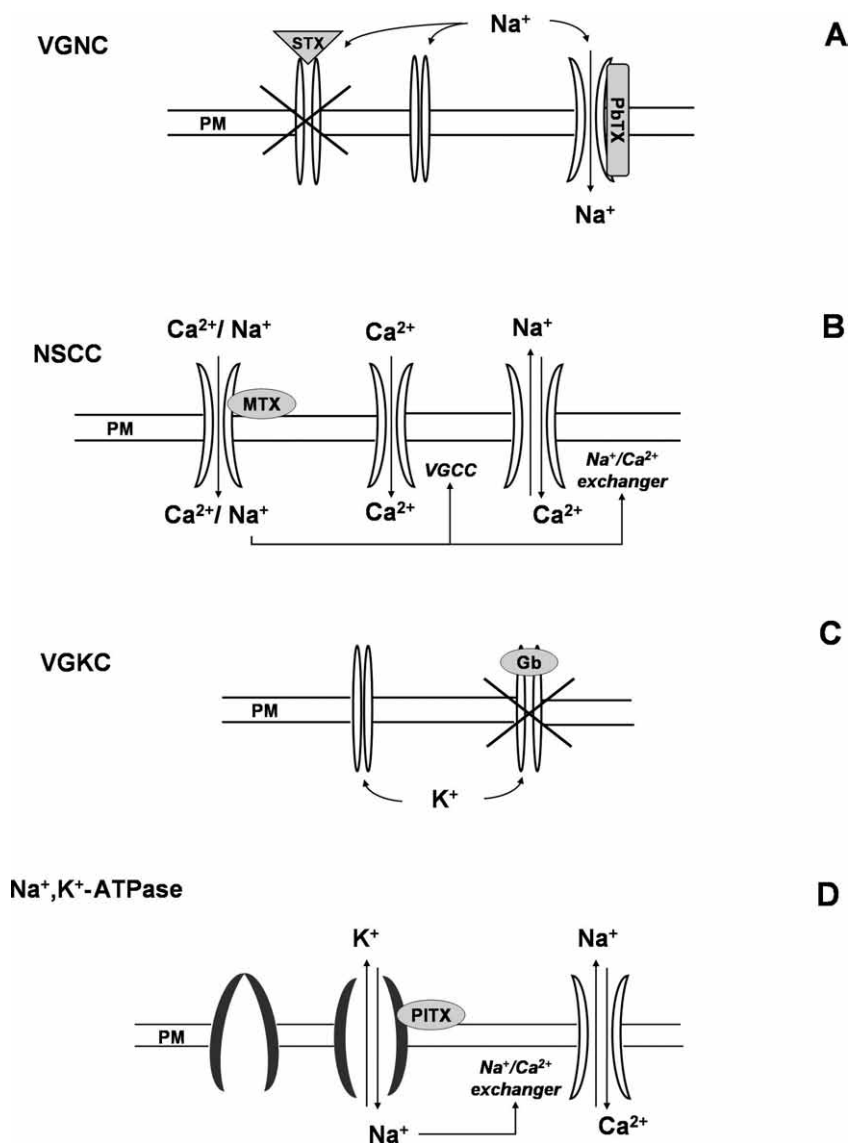 VGNC
STX
Na⁺
A
PM
PbTX
Na⁺
NSCC
B
Ca²⁺/ Na⁺
Ca²⁺
Na⁺
MTX
PM
VGCC
Na⁺/Ca²⁺
exchanger
Ca²⁺/ Na⁺
Ca²⁺
Ca²⁺
VGKC
C
Gb
PM
K⁺
Na⁺,K⁺-ATPase
D
K⁺
Na⁺
PlTX
PM
Na⁺/Ca²⁺
exchanger
Na⁺
Ca²⁺